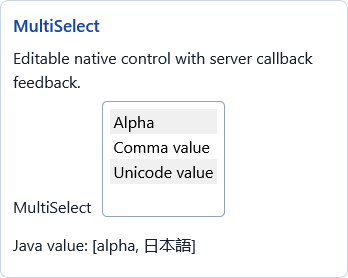 MultiSelect
Editable native control with server callback
feedback.
Alpha
Comma value
Unicode value
MultiSelect
Java value: [alpha, 日本語]